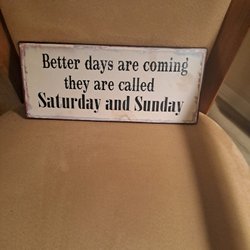 Better days are coming
they are called
Saturday and Sunday